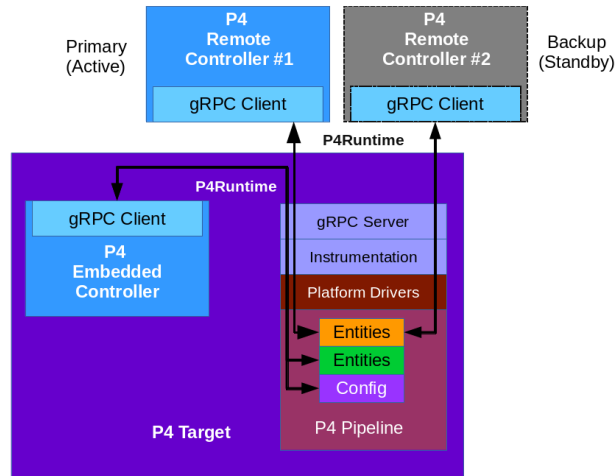 Primary
(Active)
P4
Remote
Controller #1
gRPC Client
P4
Remote
Controller #2
gRPC Client
Backup
(Standby)
P4Runtime
P4Runtime
gRPC Client
P4
Embedded
Controller
gRPC Server
Instrumentation
Platform Drivers
Entities
Entities
Config
P4 Pipeline
P4 Target